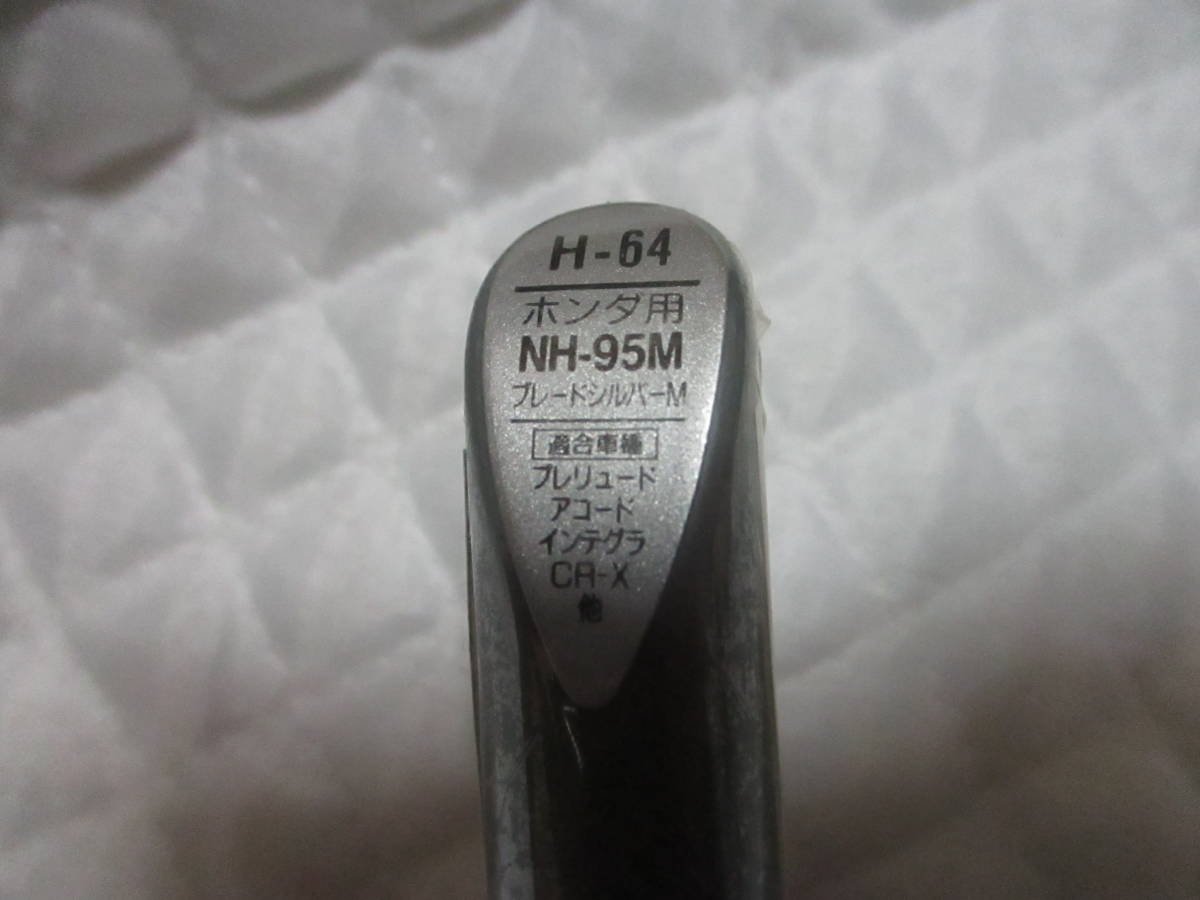 H-64
ホンダ用
NH-95M
ブレードシルバーM
適合車種
プレリュード
アコード
インテグラ
CR-X
他